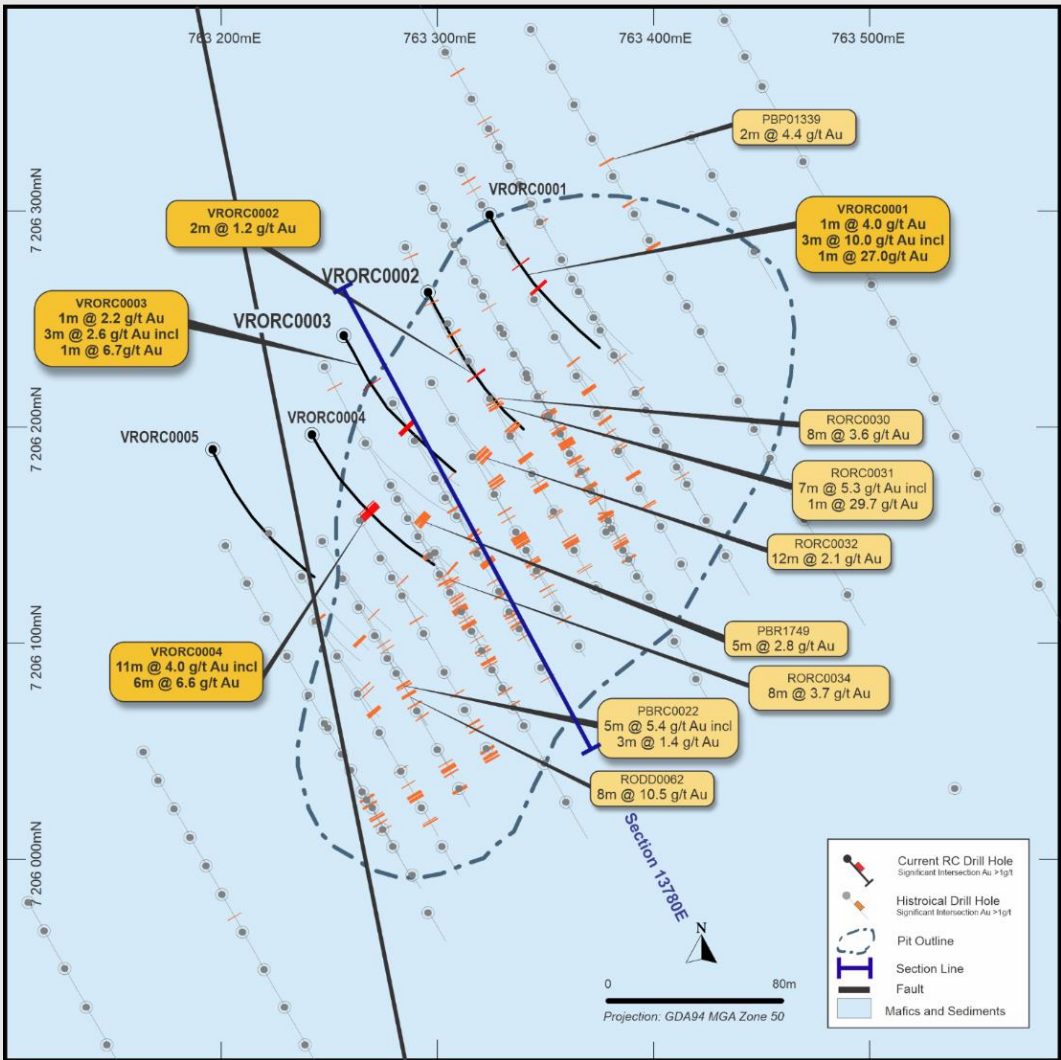 763 200mE
763 300mE
763 400mE
763 500mE
PBP01339
2m @ 4.4 g/t Au
7 206 300mN
VRORC0001
VRORC0002
2m @ 1.2 g/t Au
VRORC0001
1m @ 4.0 g/t Au
3m @ 10.0 g/t Au incl
1m @ 27.0g/t Au
VRORC0002
VRORC0003
1m @ 2.2 g/t Au
3m @ 2.6 g/t Au incl
1m @ 6.7g/t Au
VRORC0003
7 206 200mN
VRORC0004
VRORC0005
RORC0030
8m @ 3.6 g/t Au
RORC0031
7m @ 5.3 g/t Au incl
1m @ 29.7 g/t Au
RORC0032
12m @ 2.1 g/t Au
7 206 100mN
PBR1749
5m @ 2.8 g/t Au
VRORC0004
11m @ 4.0 g/t Au incl
6m @ 6.6 g/t Au
RORC0034
8m @ 3.7 g/t Au
PBRC0022
5m @ 5.4 g/t Au incl
3m @ 1.4 g/t Au
RODD0062
8m @ 10.5 g/t Au
7 206 000mN
Section 13780E
N
0
80m
Projection: GDA94 MGA Zone 50
Current RC Drill Hole
Significant Intersection Au >1g/t
Histroical Drill Hole
Significant Intersection Au >1g/t
Pit Outline
Section Line
Fault
Mafics and Sediments